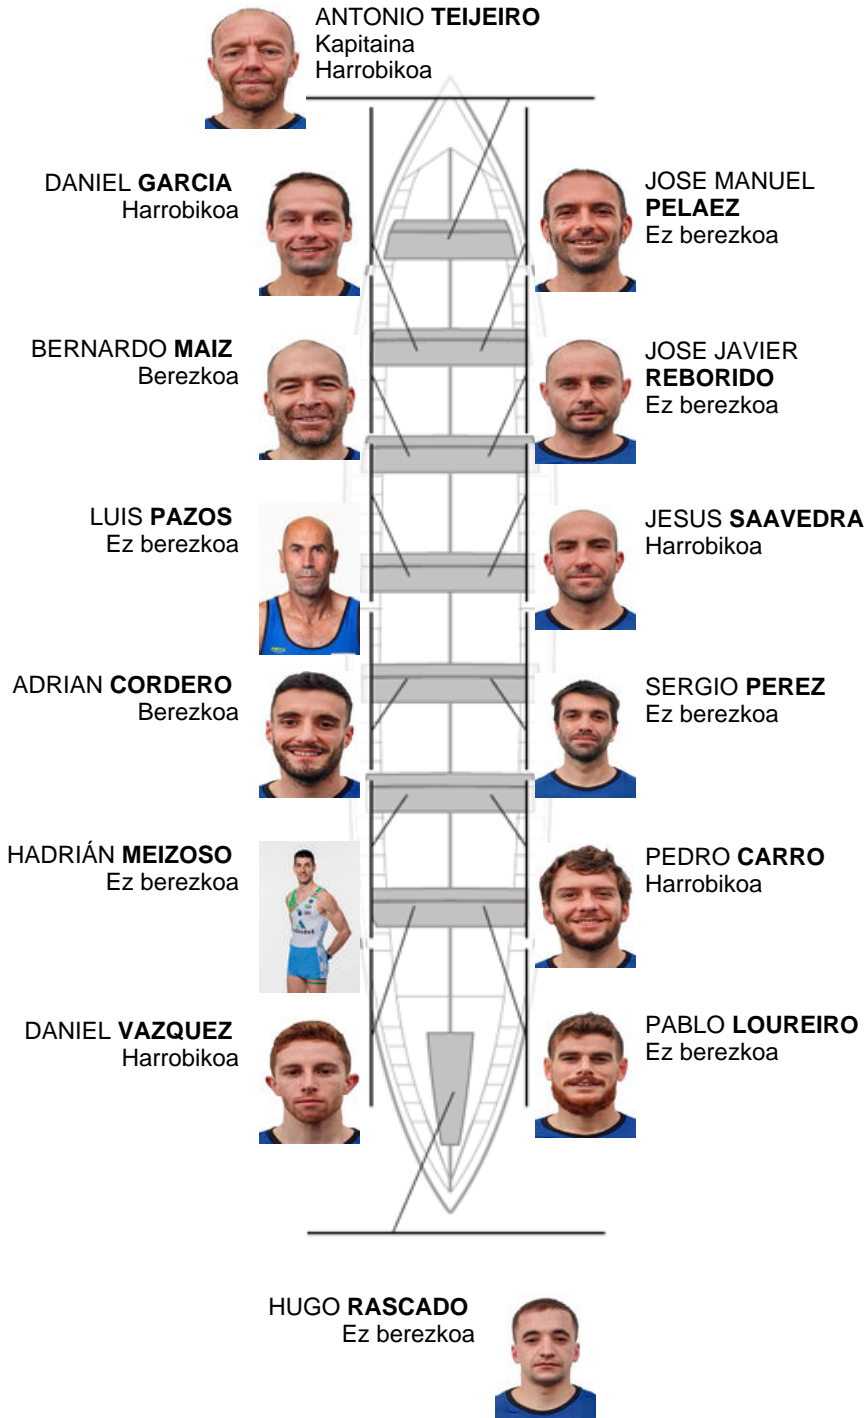 ANTONIO TEIJEIRO
Kapitaina
Harrobikoa
DANIEL GARCIA
Harrobikoa
JOSE MANUEL
PELAEZ
Ez berezkoa
BERNARDO MAIZ
Berezkoa
JOSE JAVIER
REBORIDO
Ez berezkoa
LUIS PAZOS
Ez berezkoa
JESUS SAAVEDRA
Harrobikoa
ADRIAN CORDERO
Berezkoa
SERGIO PEREZ
Ez berezkoa
HADRIÁN MEIZOSO
Ez berezkoa
PEDRO CARRO
Harrobikoa
DANIEL VAZQUEZ
Harrobikoa
PABLO LOUREIRO
Ez berezkoa
HUGO RASCADO
Ez berezkoa